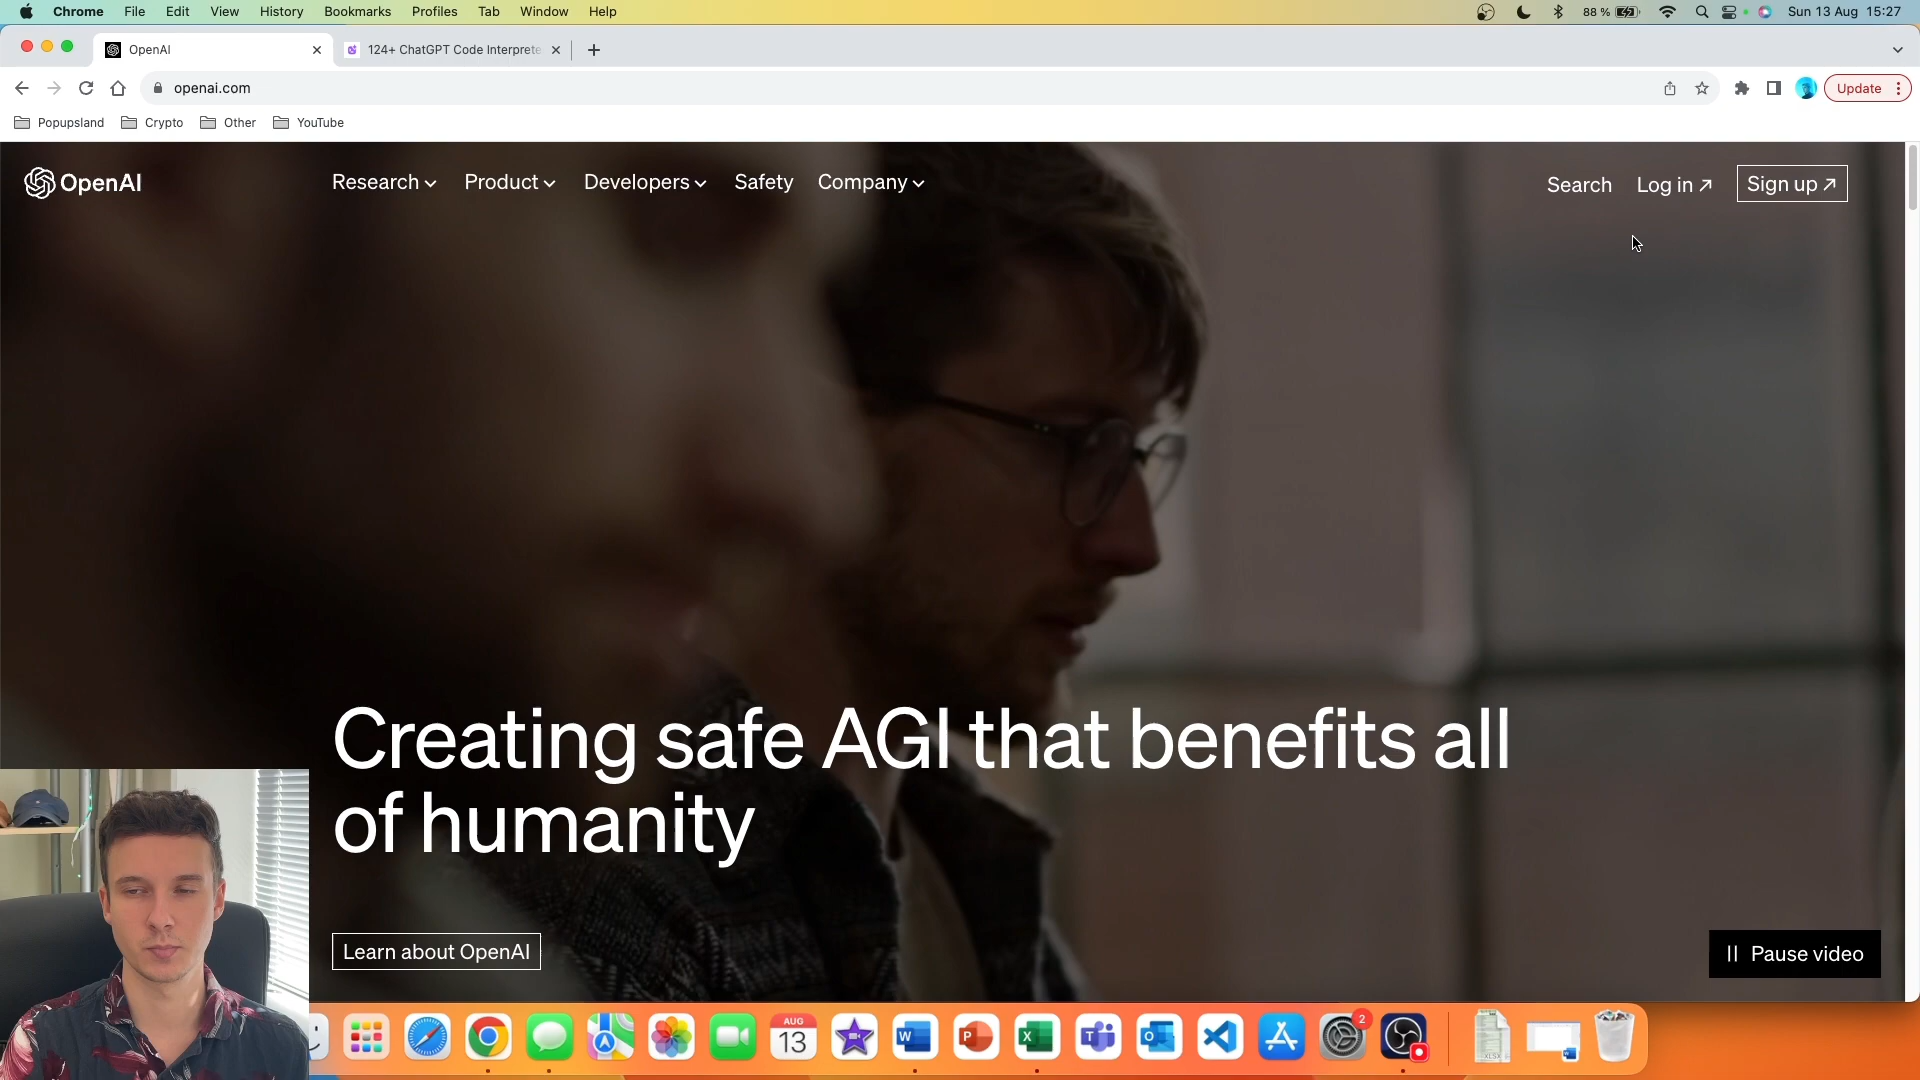 Chrome File Edit View History Bookmarks Profiles Tab Window Help 88 % Sun 13 Aug 15:27
OpenAI 124+ ChatGPT Code Interprete
openai.com Update
Popupsland Crypto Other YouTube
OpenAI Research Product Developers Safety Company Search Log in Sign up
Creating safe AGI that benefits all
of humanity
Learn about OpenAI
Pause video
AUG
13
W
P
X
T
O
A
2
XLSX